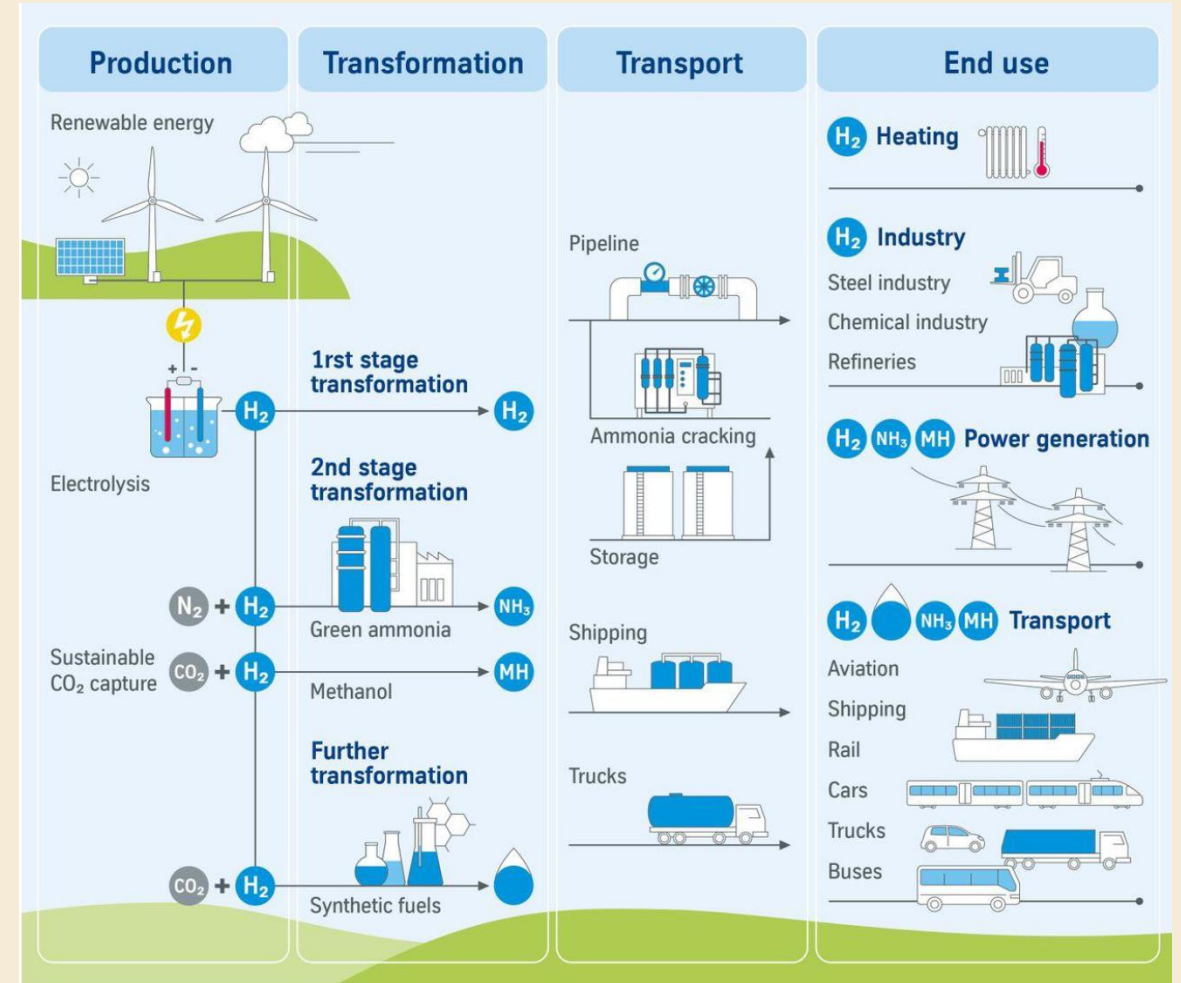 Production
Renewable energy
+ -
H₂
Electrolysis
N₂ + H₂
Sustainable
CO₂ capture
CO₂ + H₂
CO₂ + H₂
Transformation
1rst stage
transformation
H₂
2nd stage
transformation
Green ammonia
NH₃
Methanol
MH
Further
transformation
Synthetic fuels
Transport
Pipeline
Ammonia cracking
Storage
Shipping
Trucks
End use
H₂ Heating
H₂ Industry
Steel industry
Chemical industry
Refineries
H₂ NH₃ MH Power generation
H₂ NH₃ MH Transport
Aviation
Shipping
Rail
Cars
Trucks
Buses